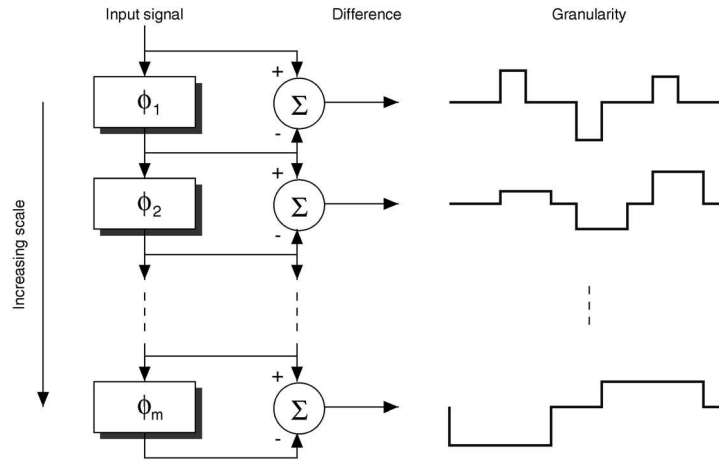 Input signal
Difference
Granularity
+
ϕ1
Σ
-
+
ϕ2
Σ
-
Increasing scale
+
ϕm
Σ
-